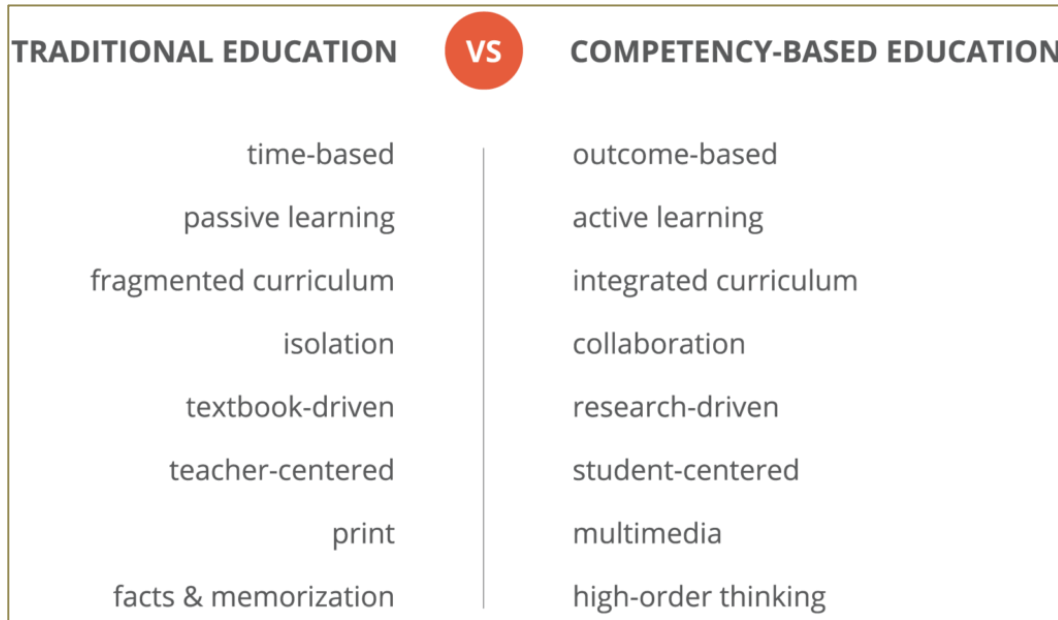 TRADITIONAL EDUCATION VS COMPETENCY-BASED EDUCATION
time-based outcome-based
passive learning active learning
fragmented curriculum integrated curriculum
isolation collaboration
textbook-driven research-driven
teacher-centered student-centered
print multimedia
facts & memorization high-order thinking